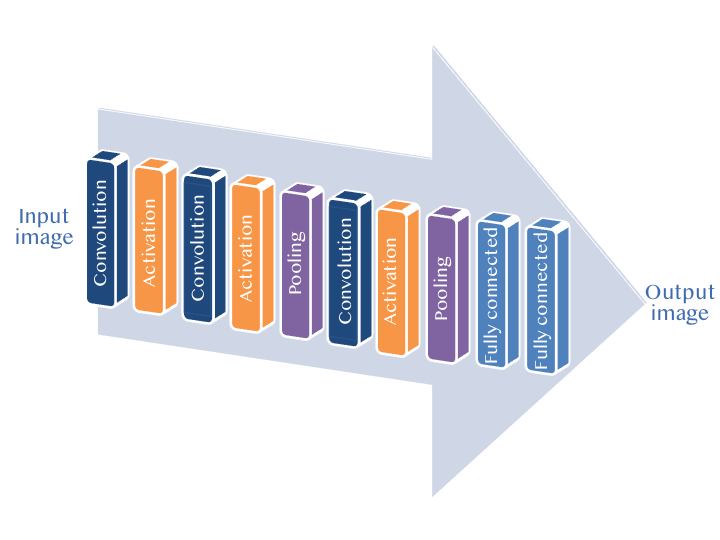 Input
image
Convolution
Activation
Convolution
Activation
Pooling
Convolution
Activation
Pooling
Fully connected
Fully connected
Output
image